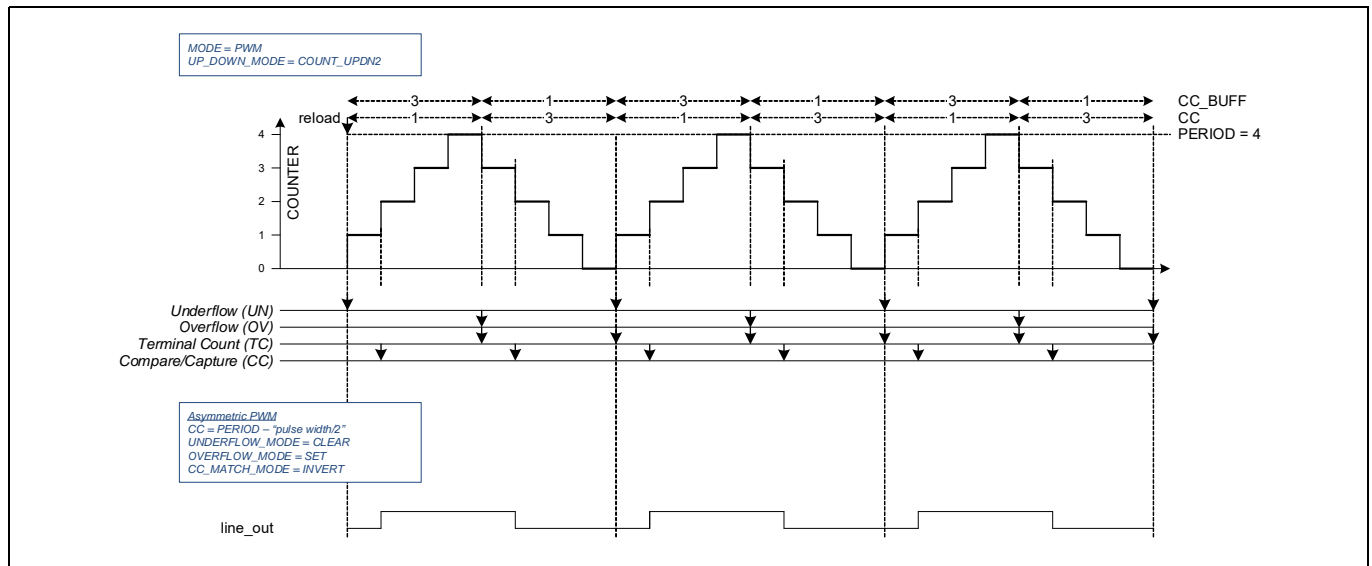 MODE = PWM
UP_DOWN_MODE = COUNT_UPDN2
3 1 3 1 3 1 CC_BUFF
reload 1 3 1 3 1 3 CC
4 PERIOD = 4
COUNTER
3
2
1
0
Underflow (UN)
Overflow (OV)
Terminal Count (TC)
Compare/Capture (CC)
Asymmetric PWM
CC = PERIOD – “pulse width/2”
UNDERFLOW_MODE = CLEAR
OVERFLOW_MODE = SET
CC_MATCH_MODE = INVERT
line_out